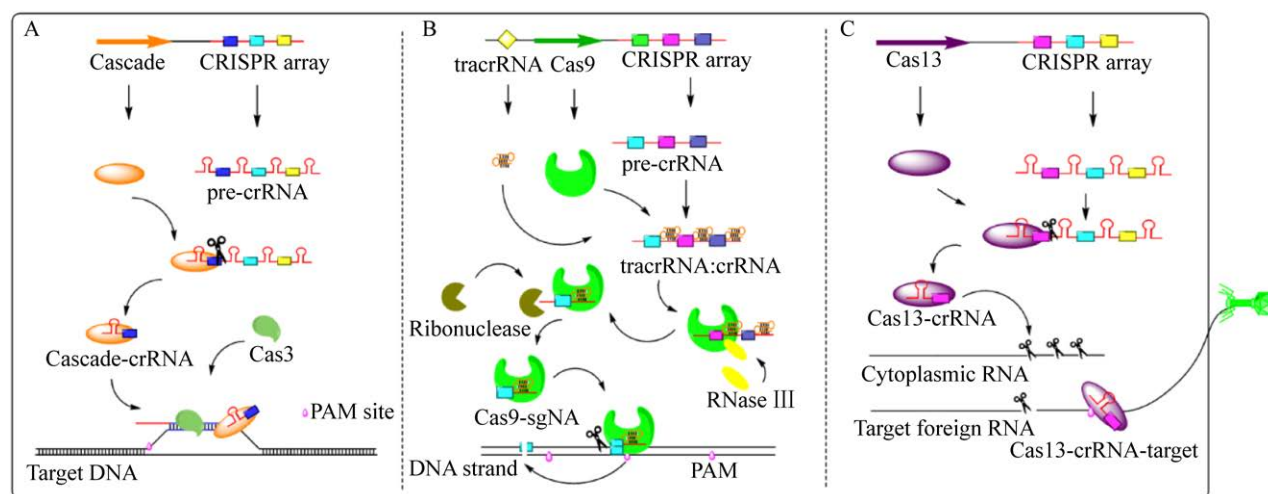 A
Cascade
CRISPR array
pre-crRNA
Cascade-crRNA
Cas3
PAM site
Target DNA
B
tracrRNA
Cas9
CRISPR array
pre-crRNA
tracrRNA:crRNA
Ribonuclease
RNase III
Cas9-sgNA
DNA strand
PAM
C
Cas13
CRISPR array
Cas13-crRNA
Cytoplasmic RNA
Target foreign RNA
Cas13-crRNA-target